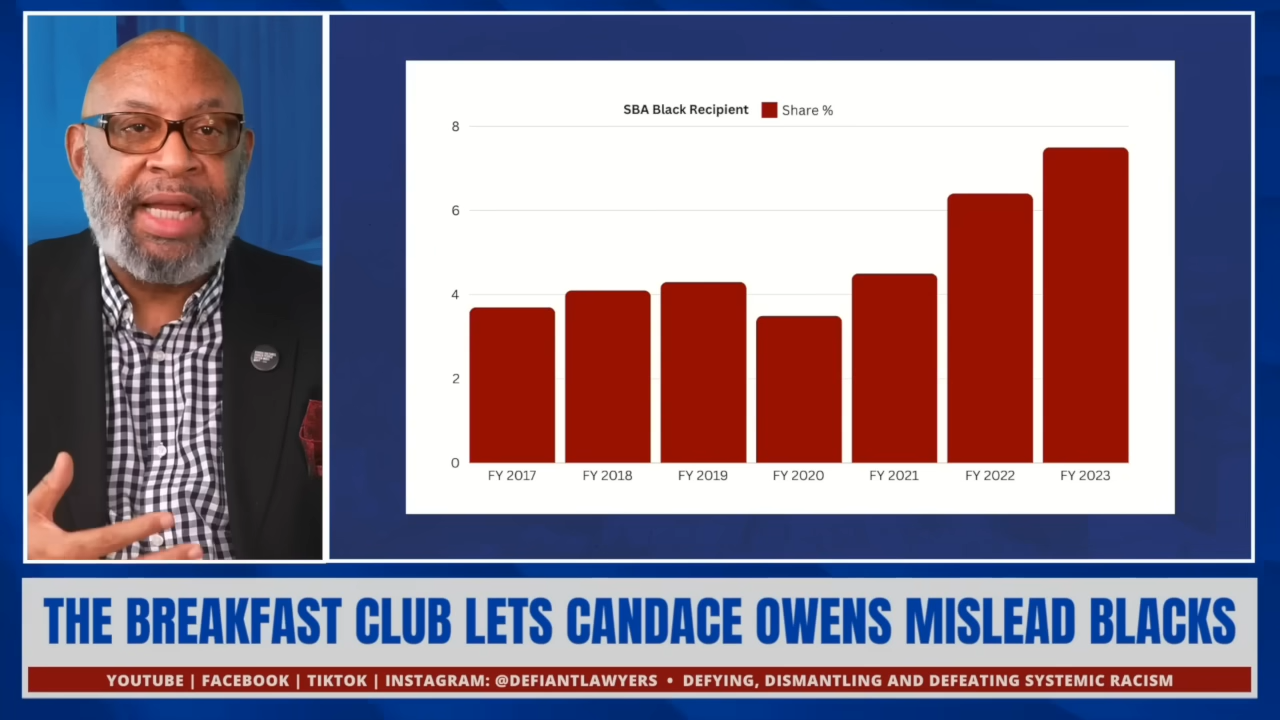 SBA Black Recipient Share %
8
6
4
2
0
FY 2017 FY 2018 FY 2019 FY 2020 FY 2021 FY 2022 FY 2023
THE BREAKFAST CLUB LETS CANDACE OWENS MISLEAD BLACKS
YOUTUBE | FACEBOOK | TIKTOK | INSTAGRAM: @DEFIANTLAWYERS • DEFYING, DISMANTLING AND DEFEATING SYSTEMIC RACISM